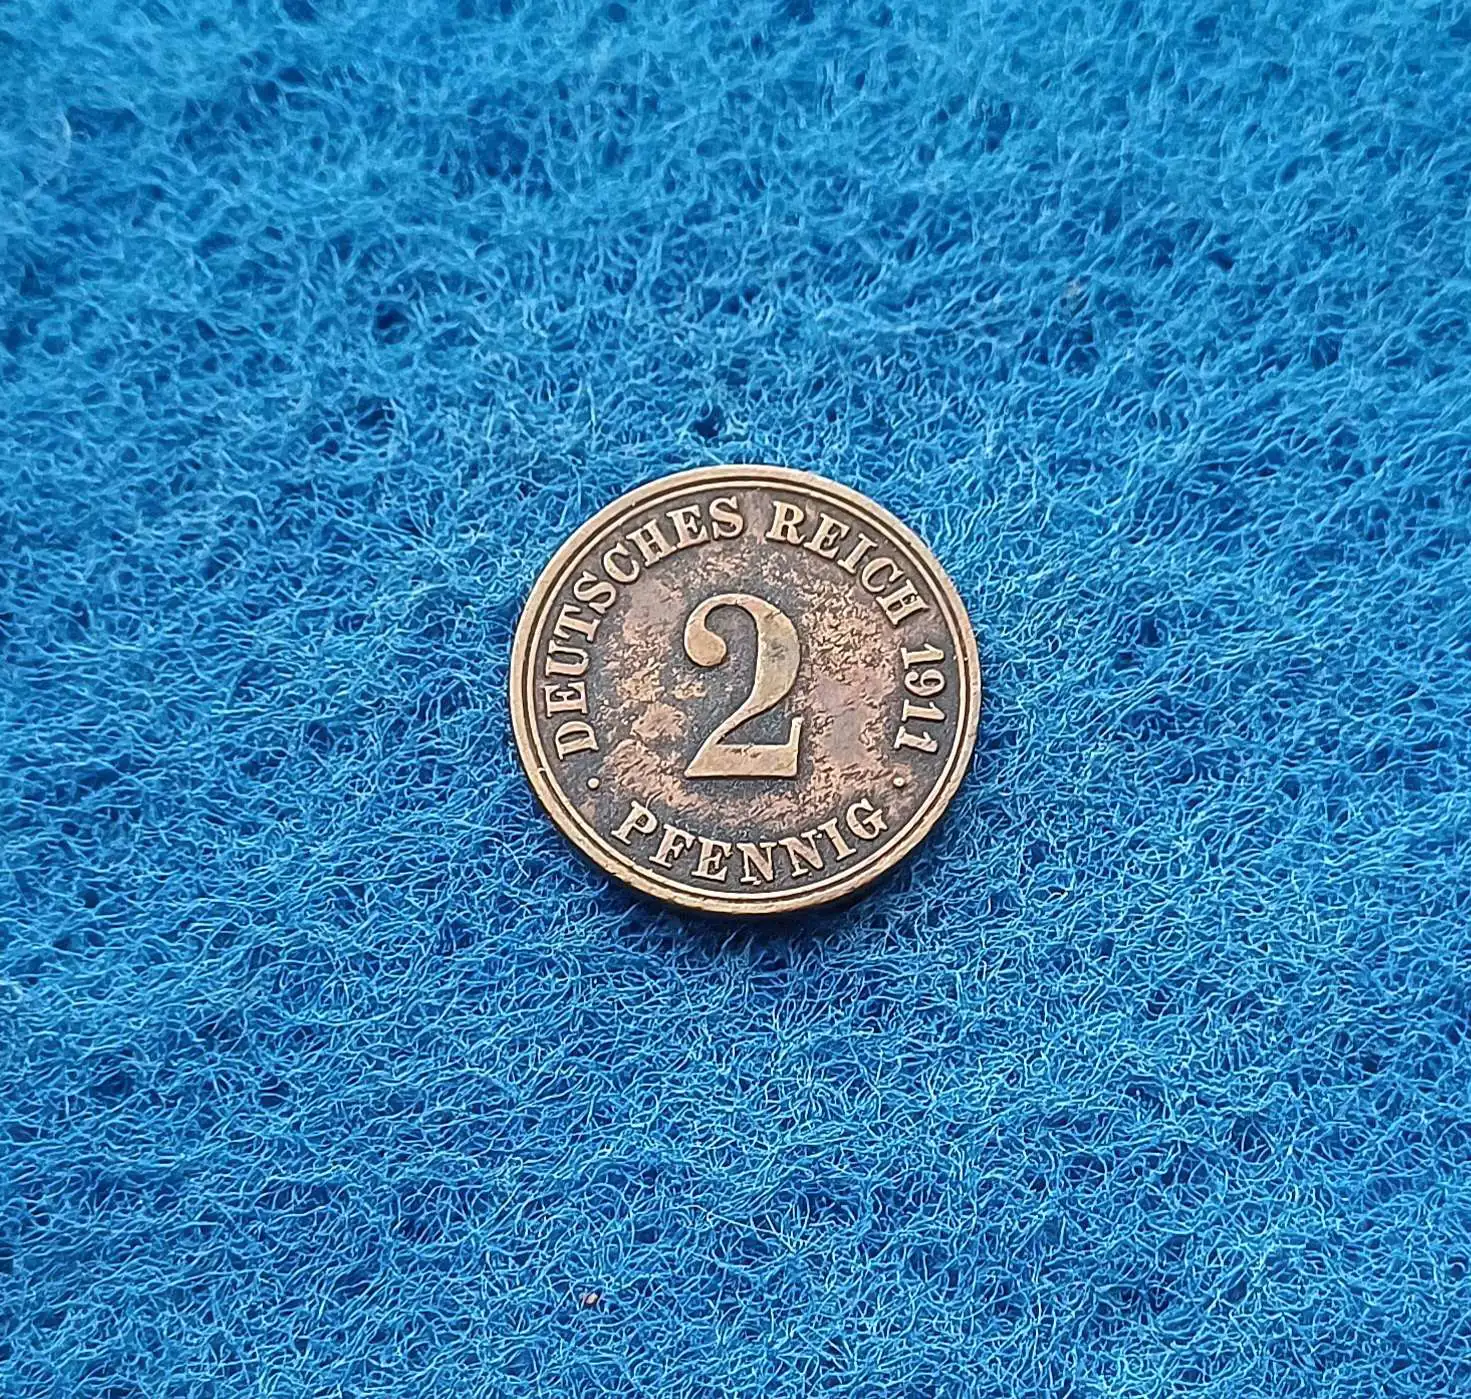 DEUTSCHES REICH 1911
2
· PFENNIG ·